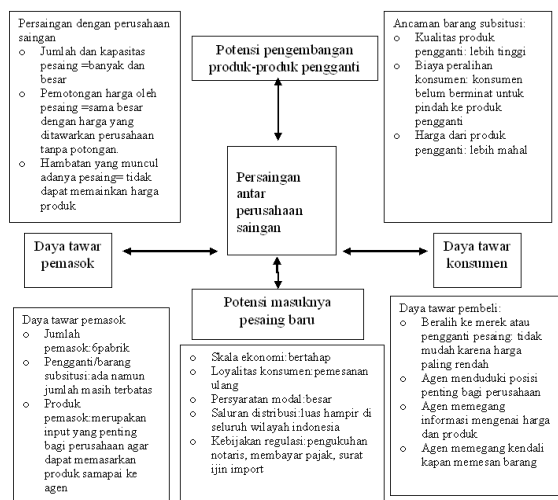 Persaingan dengan perusahaan
saingan
o Jumlah dan kapasitas
pesaing =banyak dan
besar
o Pemotongan harga oleh
pesaing =sama besar
dengan harga yang
ditawarkan perusahaan
tanpa potongan.
o Hambatan yang muncul
adanya pesaing= tidak
dapat memainkan harga
produk
Potensi pengembangan
produk-produk pengganti
Ancaman barang subsitusi:
o Kualitas produk
pengganti: lebih tinggi
o Biaya peralihan
konsumen: konsumen
belum berminat untuk
pindah ke produk
pengganti
o Harga dari produk
pengganti: lebih mahal
Persaingan
antar
perusahaan
saingan
Daya tawar
pemasok
Daya tawar
konsumen
Potensi masuknya
pesaing baru
Daya tawar pemasok
o Jumlah
pemasok:6pabrik
o Pengganti/barang
subsitusi:ada namun
jumlah masih terbatas
o Produk
pemasok:merupakan
input yang penting
bagi perusahaan agar
dapat memasarkan
produk samapai ke
agen
o Skala ekonomi:bertahap
o Loyalitas konsumen:pemesanan
ulang
o Persyaratan modal:besar
o Saluran distribusi:luas hampir di
seluruh wilayah indonesia
o Kebijakan regulasi:pengukuhan
notaris, membayar pajak, surat
ijin import
Daya tawar pembeli:
o Beralih ke merek atau
pengganti pesaing: tidak
mudah karena harga
paling rendah
o Agen menduduki posisi
penting bagi perusahaan
o Agen memegang
informasi mengenai harga
dan produk
o Agen memegang kendali
kapan memesan barang